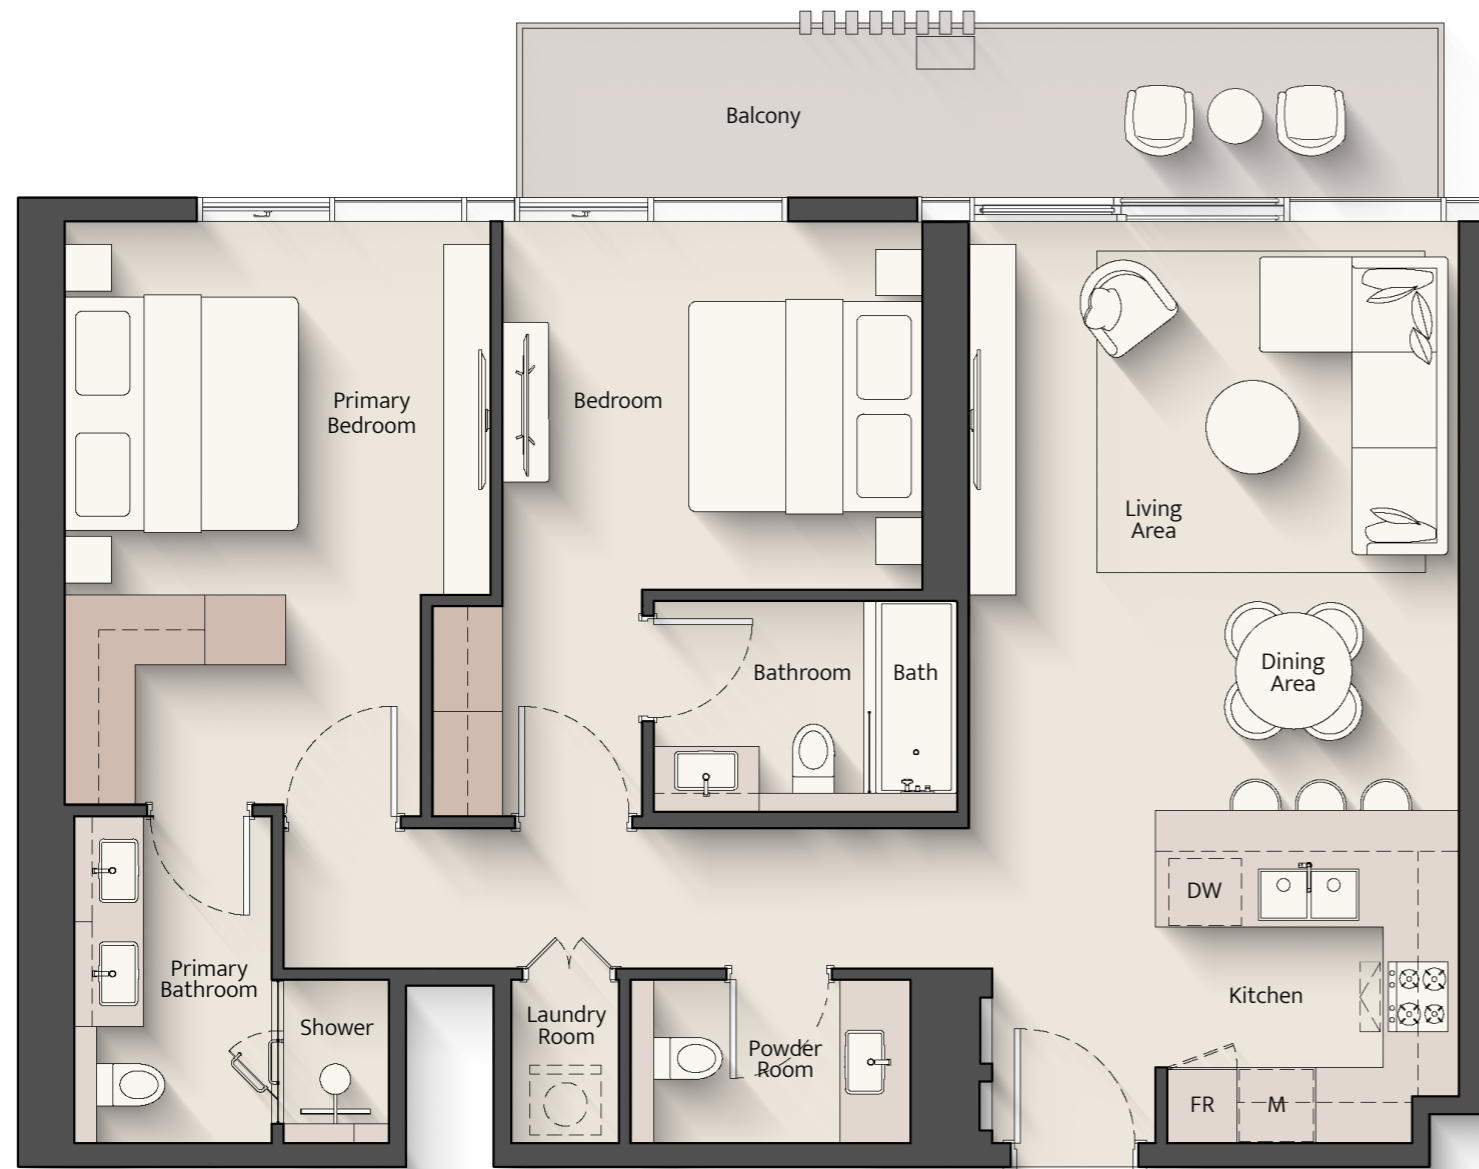 Balcony
Primary
Bedroom
Bedroom
Living
Area
Bathroom
Bath
Dining
Area
DW
Primary
Bathroom
Shower
Laundry
Room
Powder
Room
Kitchen
FR
M